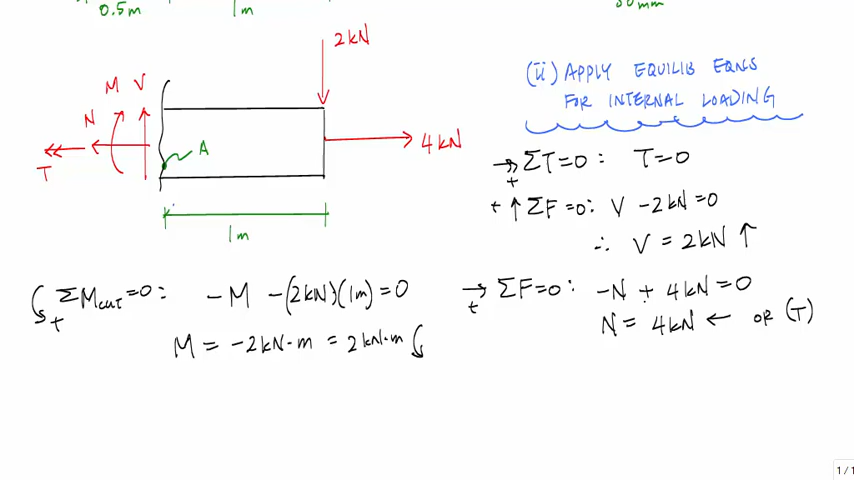 0.5m 1m
2kN
M V
N
T
A
4kN
1m
(ii) APPLY EQUILIB EQNS
FOR INTERNAL LOADING
→→+ ΣT=0: T=0
+ ↑ ΣF=0: V -2kN=0
∴ V = 2kN ↑
→+ ΣF=0: -N + 4kN=0
N= 4kN ← OR (T)
+ ΣM_CUT=0: -M -(2kN)(1m)=0
M = -2kN·m = 2kN·m
1/1